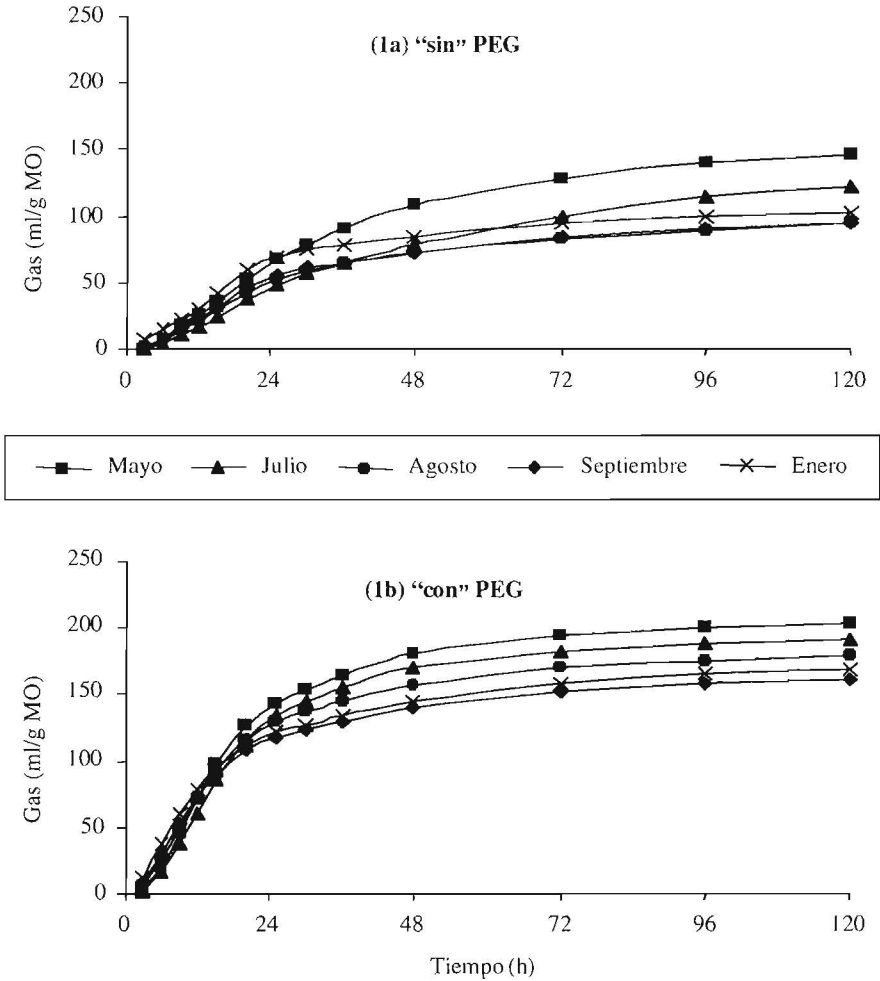 (1a) “sin” PEG
Gas (ml/g MO)
250
200
150
100
50
0
0 24 48 72 96 120
Mayo Julio Agosto Septiembre Enero
(1b) “con” PEG
Gas (ml/g MO)
250
200
150
100
50
0
0 24 48 72 96 120
Tiempo (h)